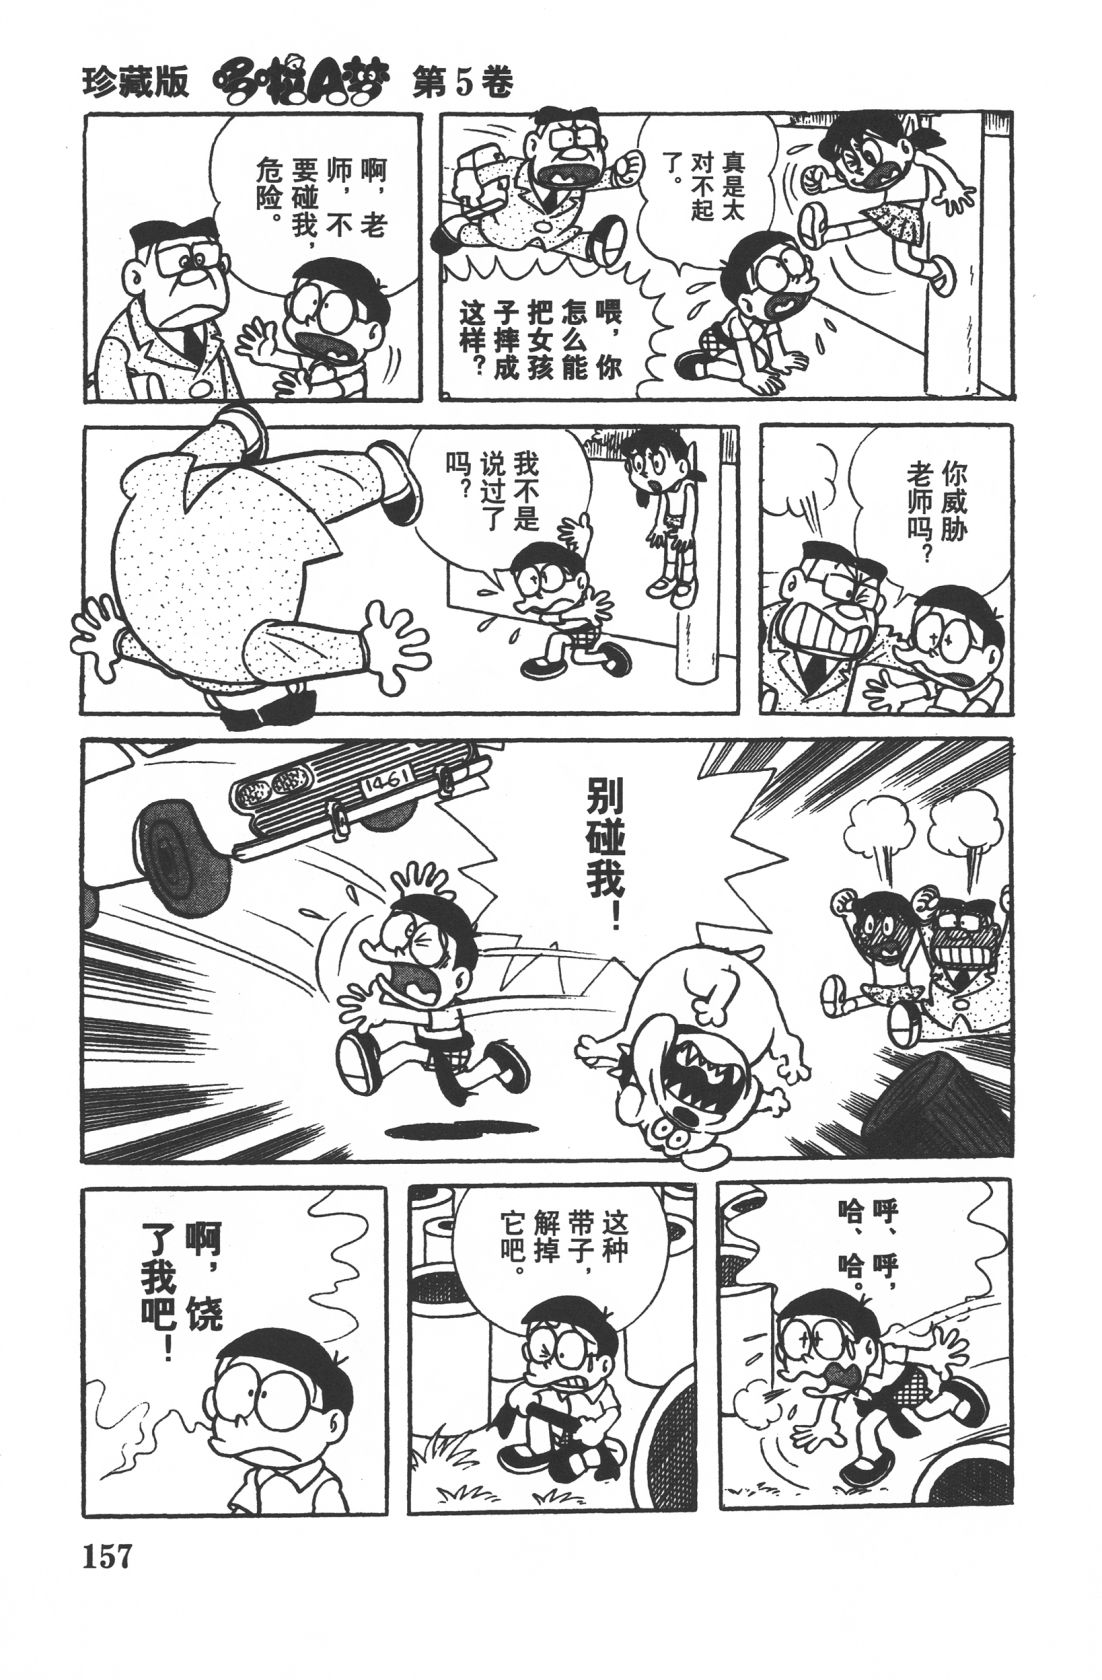 珍藏版 哆啦A梦 第5卷
真是太
对不起
了。
喂，你
怎么能
把女孩
子摔成
这样？
啊，老
师，不
要碰我，
危险。
你威胁
老师吗？
我不是
说过了
吗？
1461
别碰我！
呼、呼，
哈、哈。
这种
带子，
解掉
它吧。
啊，饶
了我吧！
157